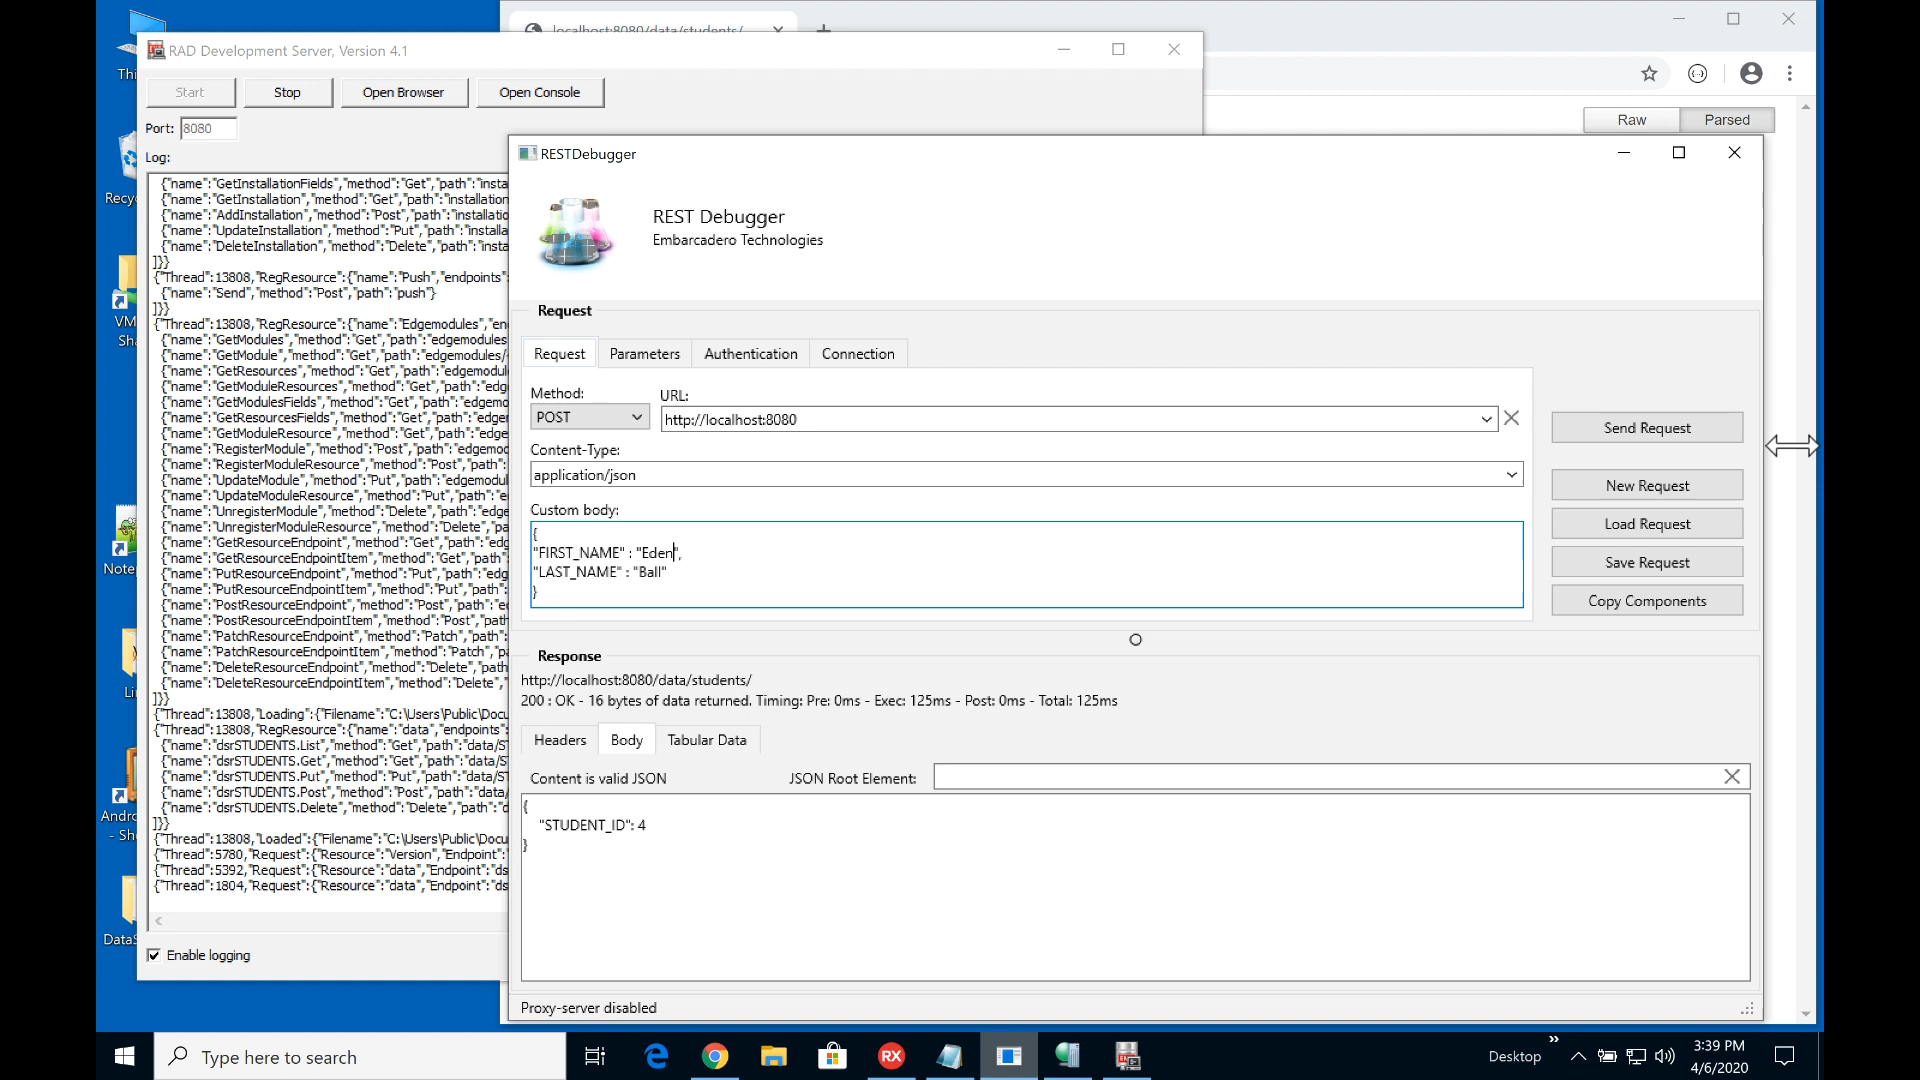 localhost:8080/data/students/
RAD Development Server, Version 4.1
Start
Stop
Open Browser
Open Console
Port: 8080
Log:
Raw
Parsed
{"name":"GetInstallationFields","method":"Get","path":"insta
{"name":"GetInstallation","method":"Get","path":"installation
{"name":"AddInstallation","method":"Post","path":"installatio
{"name":"UpdateInstallation","method":"Put","path":"installa
{"name":"DeleteInstallation","method":"Delete","path":"inst
]}}
{"Thread":13808,"RegResource":{"name":"Push","endpoints":
{"name":"Send","method":"Post","path":"push"}
]}}
{"Thread":13808,"RegResource":{"name":"Edgemodules","en
{"name":"GetModules","method":"Get","path":"edgemodules
{"name":"GetModule","method":"Get","path":"edgemodules/
{"name":"GetResources","method":"Get","path":"edgemodul
{"name":"GetModuleResources","method":"Get","path":"edg
{"name":"GetModulesFields","method":"Get","path":"edgemo
{"name":"GetResourcesFields","method":"Get","path":"edger
{"name":"GetModuleResource","method":"Get","path":"edge
{"name":"RegisterModule","method":"Post","path":"edgemo
{"name":"RegisterModuleResource","method":"Post","path":
{"name":"UpdateModule","method":"Put","path":"edgemodul
{"name":"UpdateModuleResource","method":"Put","path":"e
{"name":"UnregisterModule","method":"Delete","path":"edge
{"name":"UnregisterModuleResource","method":"Delete","pa
{"name":"GetResourceEndpoint","method":"Get","path":"edg
{"name":"GetResourceEndpointItem","method":"Get","path":
{"name":"PutResourceEndpoint","method":"Put","path":"edg
{"name":"PutResourceEndpointItem","method":"Put","path":
{"name":"PostResourceEndpoint","method":"Post","path":"e
{"name":"PostResourceEndpointItem","method":"Post","path
{"name":"PatchResourceEndpoint","method":"Patch","path":
{"name":"PatchResourceEndpointItem","method":"Patch","p
{"name":"DeleteResourceEndpoint","method":"Delete","path
{"name":"DeleteResourceEndpointItem","method":"Delete",
]}}
{"Thread":13808,"Loading":{"Filename":"C:\Users\Public\Docu
{"Thread":13808,"RegResource":{"name":"data","endpoints":
{"name":"dsrSTUDENTS.List","method":"Get","path":"data/S
{"name":"dsrSTUDENTS.Get","method":"Get","path":"data/S
{"name":"dsrSTUDENTS.Put","method":"Put","path":"data/S
{"name":"dsrSTUDENTS.Post","method":"Post","path":"data/
{"name":"dsrSTUDENTS.Delete","method":"Delete","path":"d
]}}
{"Thread":13808,"Loaded":{"Filename":"C:\Users\Public\Docu
{"Thread":5780,"Request":{"Resource":"Version","Endpoint":
{"Thread":5392,"Request":{"Resource":"data","Endpoint":"ds
{"Thread":1804,"Request":{"Resource":"data","Endpoint":"ds
Enable logging
Thi
Recyc
VM
Sha
Note
Lin
Andro
- Sh
DataS
RESTDebugger
REST Debugger
Embarcadero Technologies
Request
Request
Parameters
Authentication
Connection
Method:
URL:
POST
http://localhost:8080
Content-Type:
application/json
Custom body:
{
"FIRST_NAME" : "Eden",
"LAST_NAME" : "Ball"
}
Send Request
New Request
Load Request
Save Request
Copy Components
Response
http://localhost:8080/data/students/
200 : OK - 16 bytes of data returned. Timing: Pre: 0ms - Exec: 125ms - Post: 0ms - Total: 125ms
Headers
Body
Tabular Data
Content is valid JSON
JSON Root Element:
{
"STUDENT_ID": 4
}
Proxy-server disabled
Type here to search
RX
Desktop
3:39 PM
4/6/2020